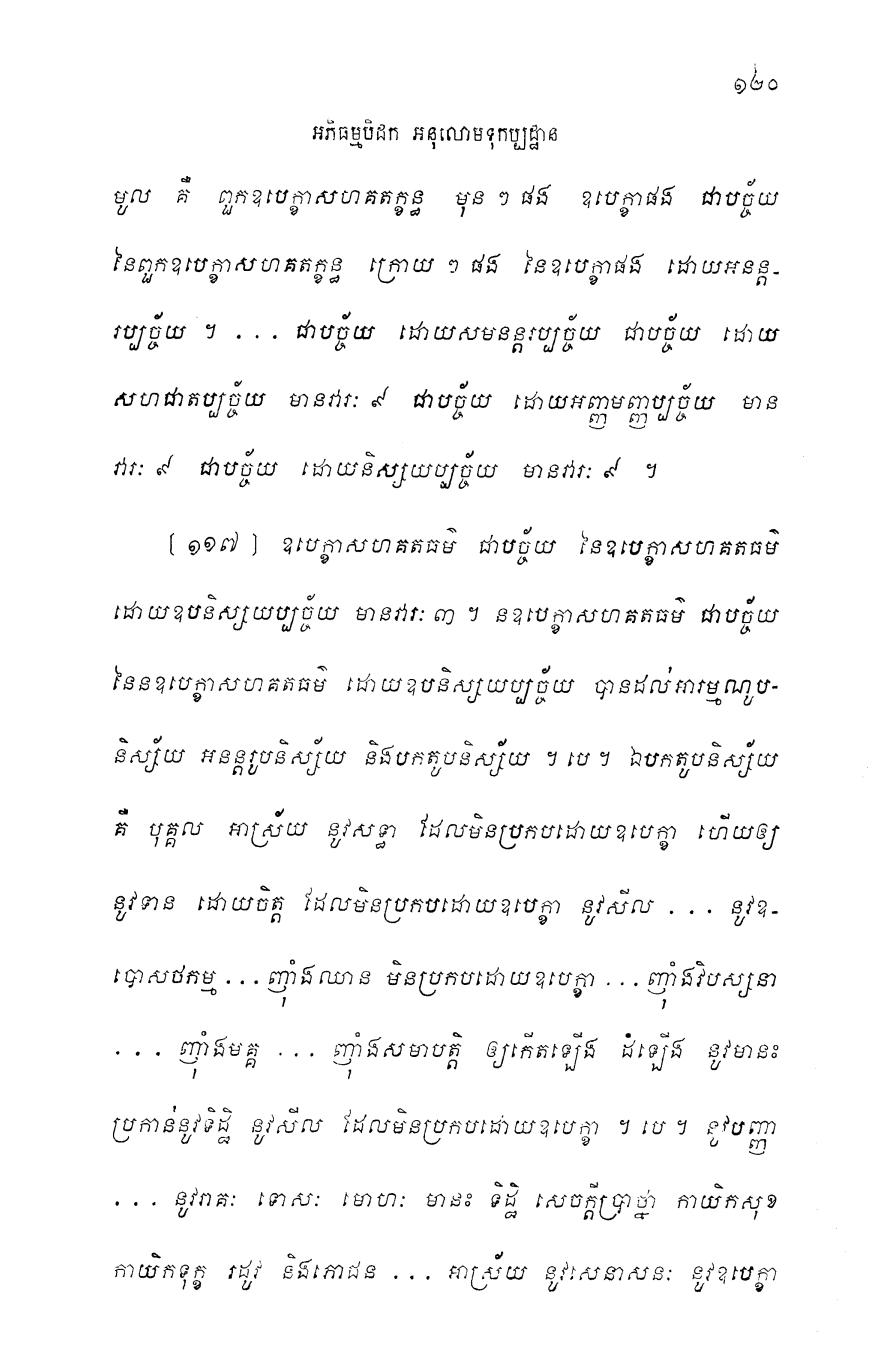 ១២០
អភិធម្មបិដក អនុលោមទុកប្បដ្ឋាន
មូល គឺ ពួកឧបេក្ខាសហគតក្ខន្ធ មុន ៗ ផង ឧបេក្ខាផង ជាបច្ច័យ
នៃពួកឧបេក្ខាសហគតក្ខន្ធ ក្រោយ ៗ ផង នៃឧបេក្ខាផង ដោយអនន្ត-
រប្បច្ច័យ ។ ... ជាបច្ច័យ ដោយសមនន្តរប្បច្ច័យ ជាបច្ច័យ ដោយ
សហជាតប្បច្ច័យ មានវារៈ ៩ ជាបច្ច័យ ដោយអញ្ញមញ្ញប្បច្ច័យ មាន
វារៈ ៩ ជាបច្ច័យ ដោយនិស្សយប្បច្ច័យ មានវារៈ ៩ ។
[ ១១៧ ] ឧបេក្ខាសហគតធម៌ ជាបច្ច័យ នៃឧបេក្ខាសហគតធម៌
ដោយឧបនិស្សយប្បច្ច័យ មានវារៈ ៣ ។ នឧបេក្ខាសហគតធម៌ ជាបច្ច័យ
នៃនឧបេក្ខាសហគតធម៌ ដោយឧបនិស្សយប្បច្ច័យ បានដល់អារម្មណូប-
និស្ស័យ អនន្តរូបនិស្ស័យ និងបកតូបនិស្ស័យ ។ បេ ។ ឯបកតូបនិស្ស័យ
គឺ បុគ្គល អាស្រ័យ នូវសទ្ធា ដែលមិនប្រកបដោយឧបេក្ខា ហើយឲ្យ
នូវទាន ដោយចិត្ត ដែលមិនប្រកបដោយឧបេក្ខា នូវសីល ... នូវឧ-
បោសថកម្ម ... ញ៉ាំងឈាន មិនប្រកបដោយឧបេក្ខា ... ញ៉ាំងវិបស្សនា
... ញ៉ាំងមគ្គ ... ញ៉ាំងសមាបត្តិ ឲ្យកើតឡើង ដំឡើង នូវមានះ
ប្រកាន់នូវទិដ្ឋិ នូវសីល ដែលមិនប្រកបដោយឧបេក្ខា ។ បេ ។ នូវបញ្ញា
... នូវរាគៈ ទោសៈ មោហៈ មានះ ទិដ្ឋិ សេចក្តីប្រាថ្នា កាយិកសុខ
កាយិកទុក្ខ រដូវ និងភោជន ... អាស្រ័យ នូវសេនាសនៈ នូវឧបេក្ខា